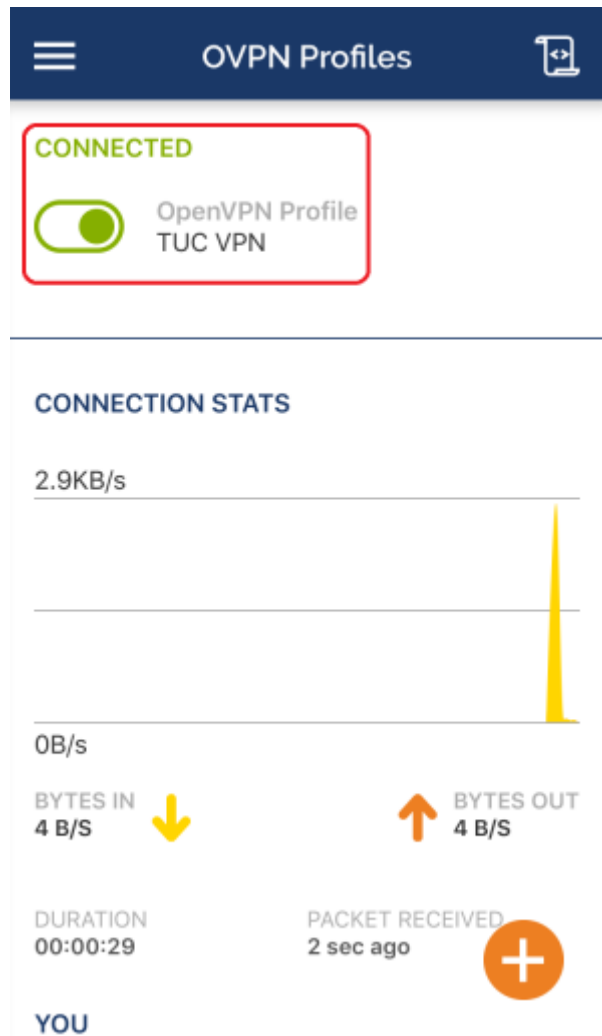 OVPN Profiles
CONNECTED
OpenVPN Profile
TUC VPN
CONNECTION STATS
2.9KB/s
0B/s
BYTES IN
4 B/S
BYTES OUT
4 B/S
DURATION
00:00:29
PACKET RECEIVED
2 sec ago
YOU